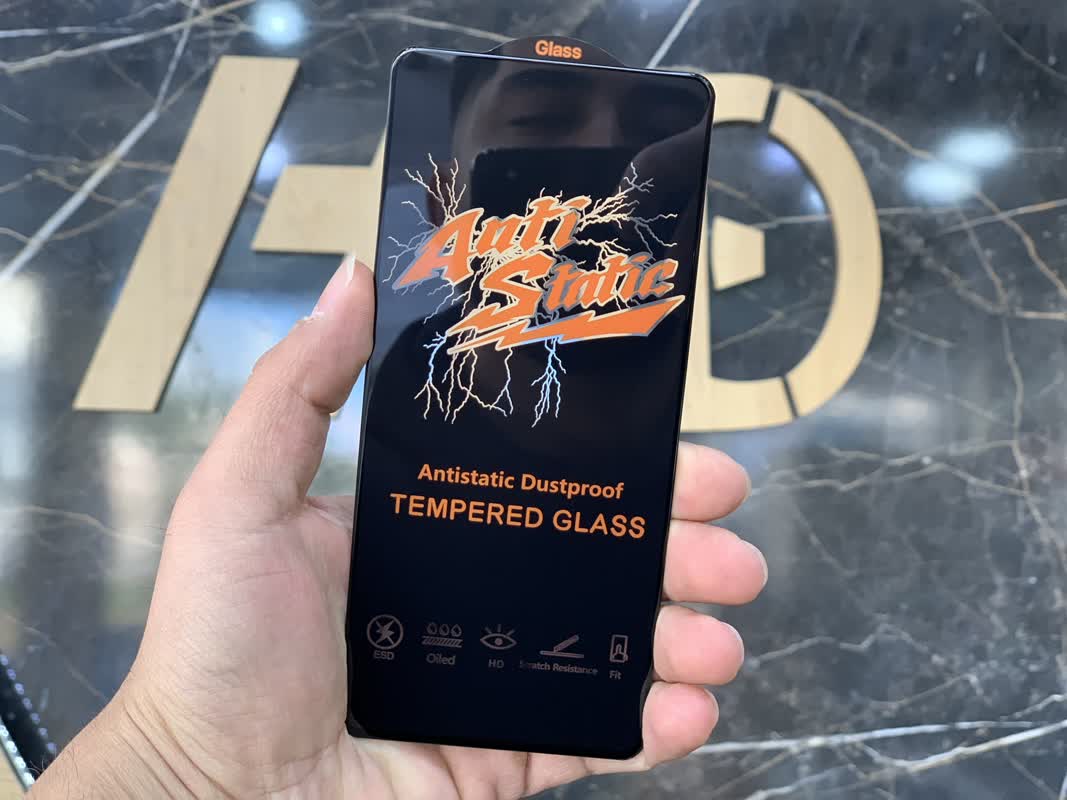 Glass
Anti
Static
Antistatic Dustproof
TEMPERED GLASS
ESD
Oiled
HD
Scratch Resistance
Fit